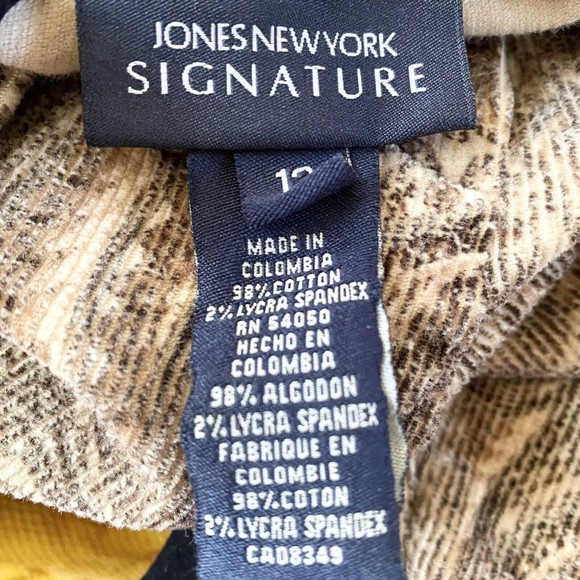 JONES NEW YORK
SIGNATURE
MADE IN
COLOMBIA
98% COTTON
2% LYCRA SPANDEX
RN 54050
HECHO EN
COLOMBIA
98% ALGODON
2% LYCRA SPANDEX
FABRIQUE EN
COLOMBIE
98% COTON
2% LYCRA SPANDEX
CA08349